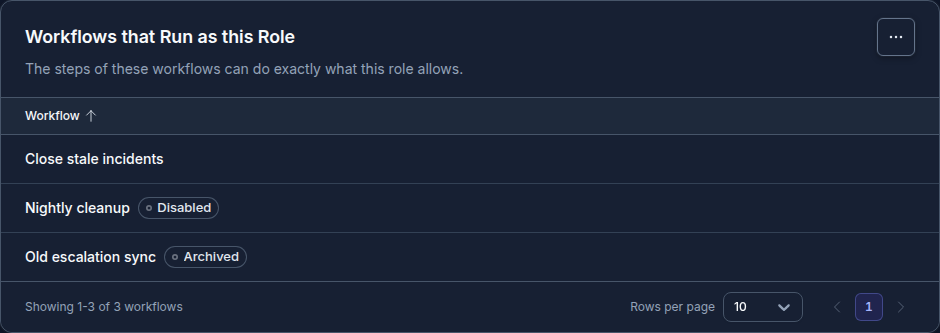 Workflows that Run as this Role
The steps of these workflows can do exactly what this role allows.
Workflow
Close stale incidents
Nightly cleanup Disabled
Old escalation sync Archived
Showing 1-3 of 3 workflows Rows per page 10 1